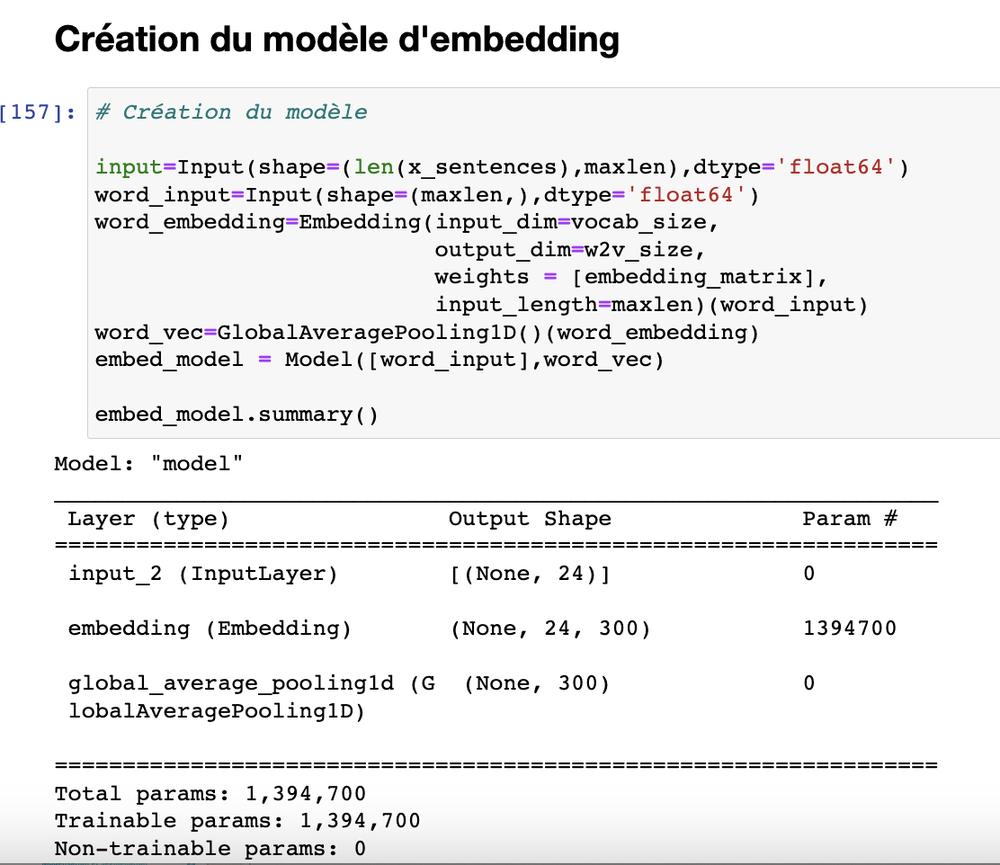 Création du modèle d'embedding
[157]: # Création du modèle
input=Input(shape=(len(x_sentences),maxlen),dtype='float64')
word_input=Input(shape=(maxlen,),dtype='float64')
word_embedding=Embedding(input_dim=vocab_size,
output_dim=w2v_size,
weights = [embedding_matrix],
input_length=maxlen)(word_input)
word_vec=GlobalAveragePooling1D()(word_embedding)
embed_model = Model([word_input],word_vec)
embed_model.summary()
Model: "model"
_________________________________________________________________
Layer (type) Output Shape Param #
=================================================================
input_2 (InputLayer) [(None, 24)] 0
embedding (Embedding) (None, 24, 300) 1394700
global_average_pooling1d (G (None, 300) 0
lobalAveragePooling1D)
=================================================================
Total params: 1,394,700
Trainable params: 1,394,700
Non-trainable params: 0